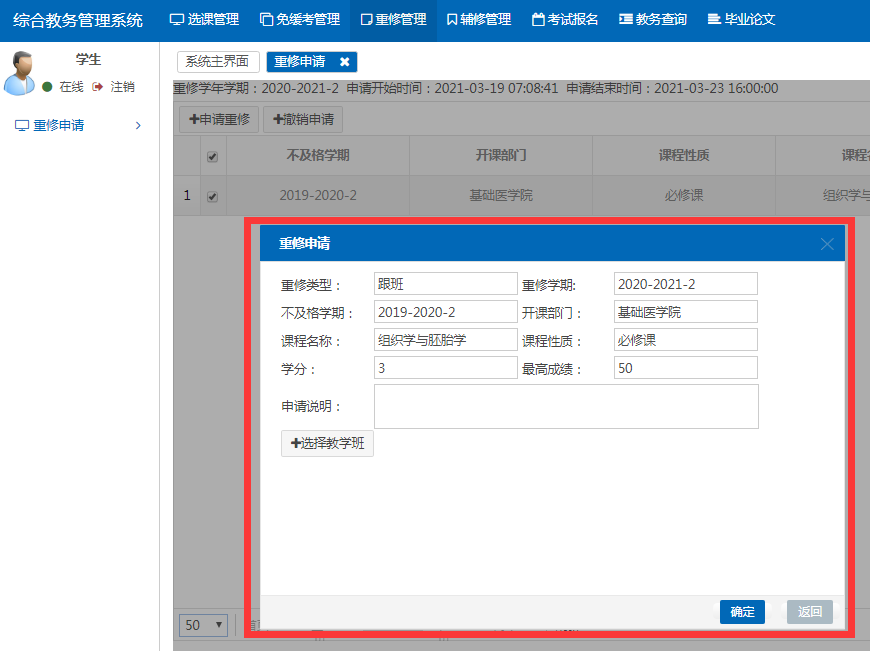 综合教务管理系统 选课管理 免缓考管理 重修管理 辅修管理 考试报名 教务查询 毕业论文
学生
在线 注销
重修申请
系统主界面 重修申请
重修学年学期：2020-2021-2 申请开始时间：2021-03-19 07:08:41 申请结束时间：2021-03-23 16:00:00
申请重修 撤销申请
不及格学期 开课部门 课程性质 课程
1 2019-2020-2 基础医学院 必修课 组织学与
重修申请
重修类型： 跟班 重修学期: 2020-2021-2
不及格学期： 2019-2020-2 开课部门： 基础医学院
课程名称： 组织学与胚胎学 课程性质： 必修课
学分： 3 最高成绩： 50
申请说明：
选择教学班
确定 返回
50